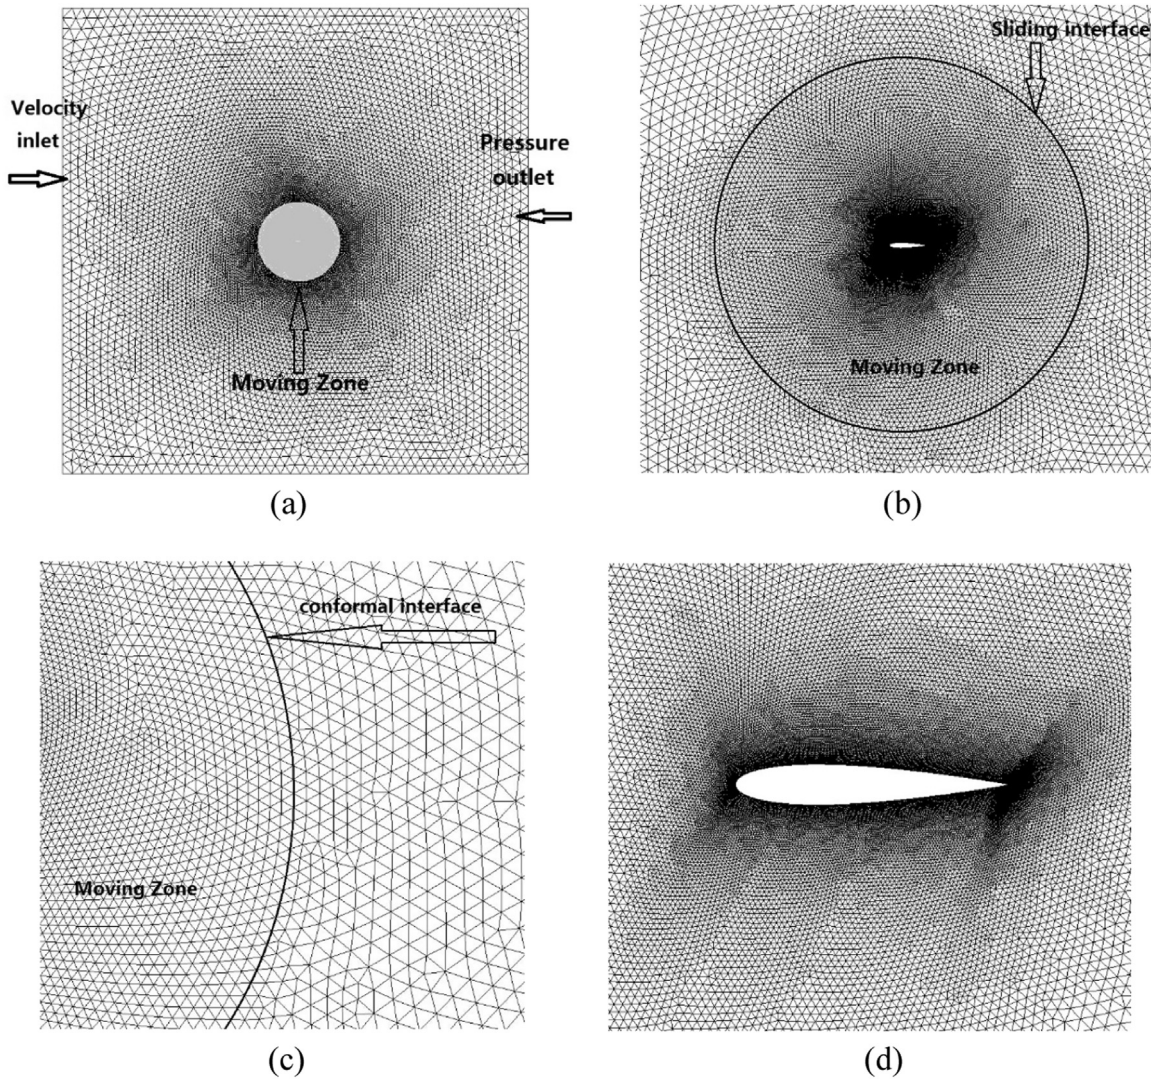 Velocity
inlet
Pressure
outlet
Moving Zone
(a)
Sliding interface
Moving Zone
(b)
conformal interface
Moving Zone
(c)
(d)